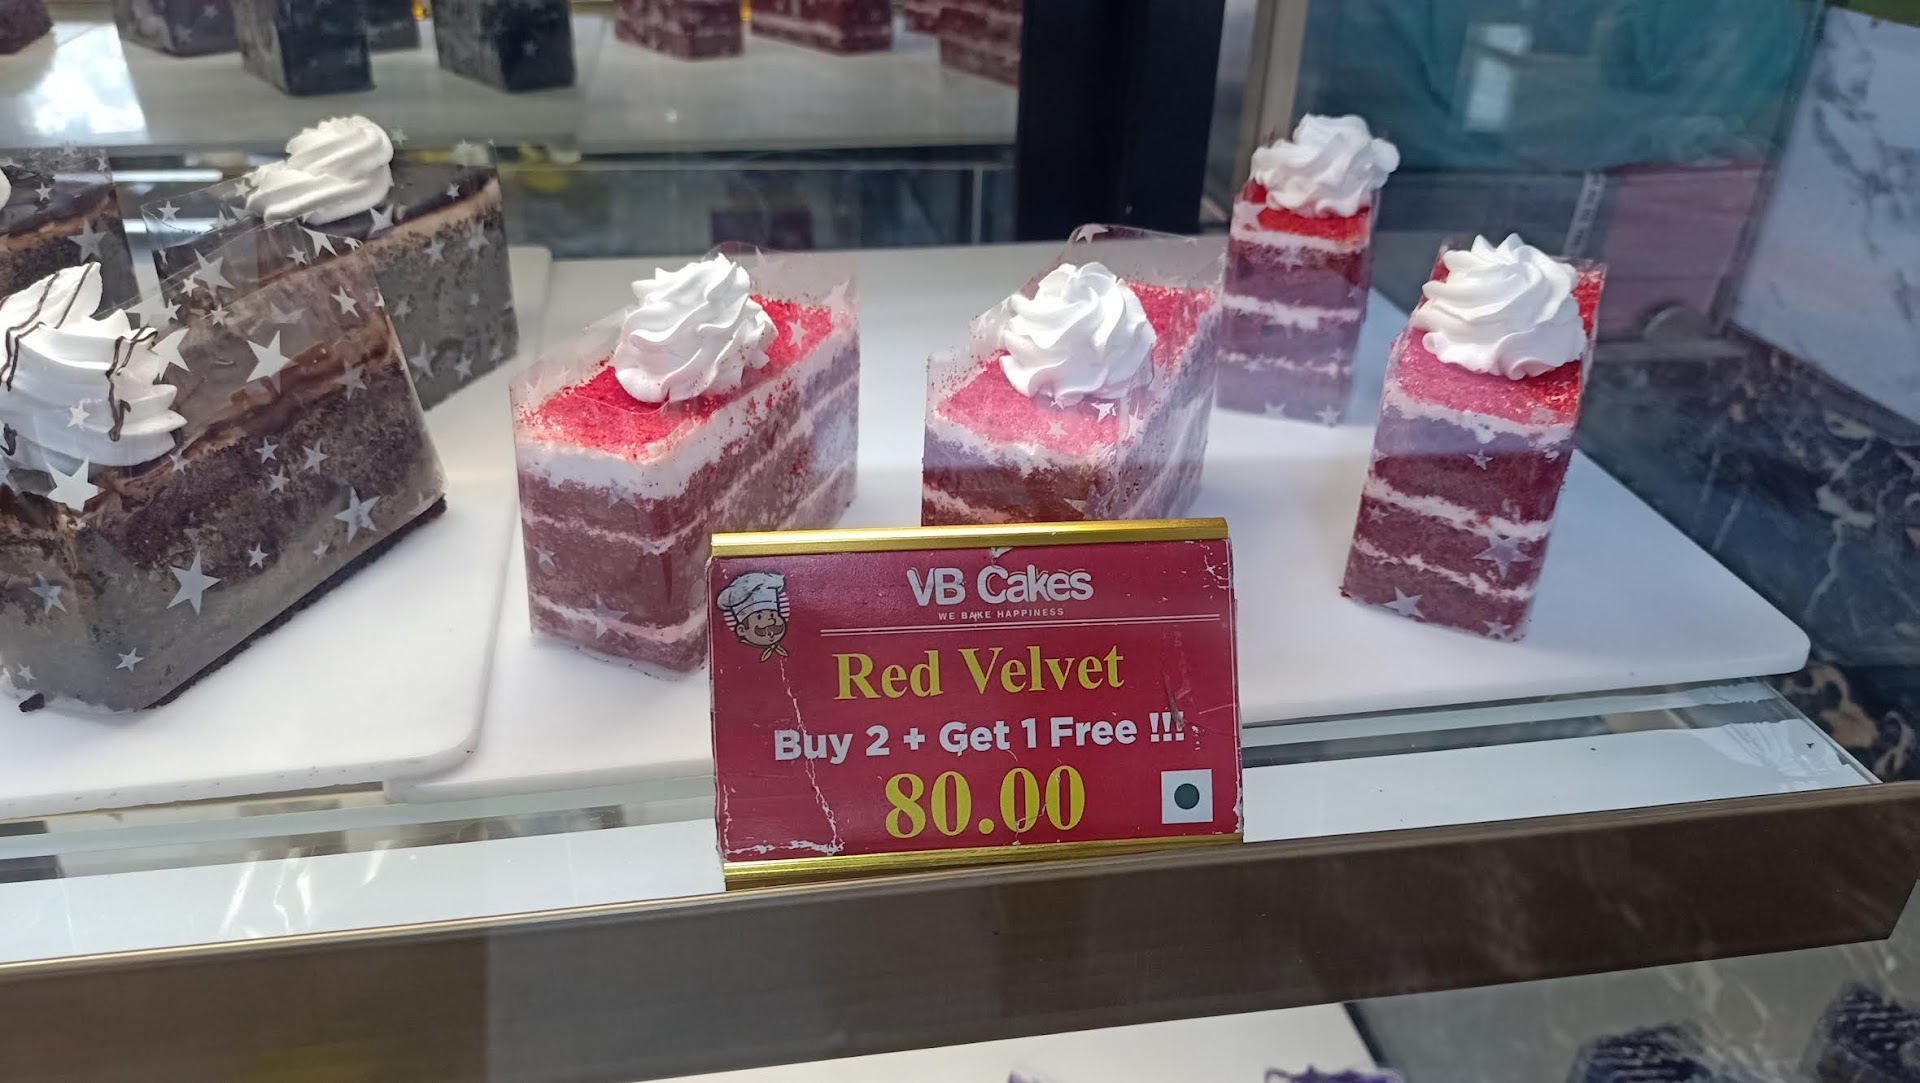 VB Cakes
WE BAKE HAPPINESS
Red Velvet
Buy 2 + Get 1 Free !!!
80.00